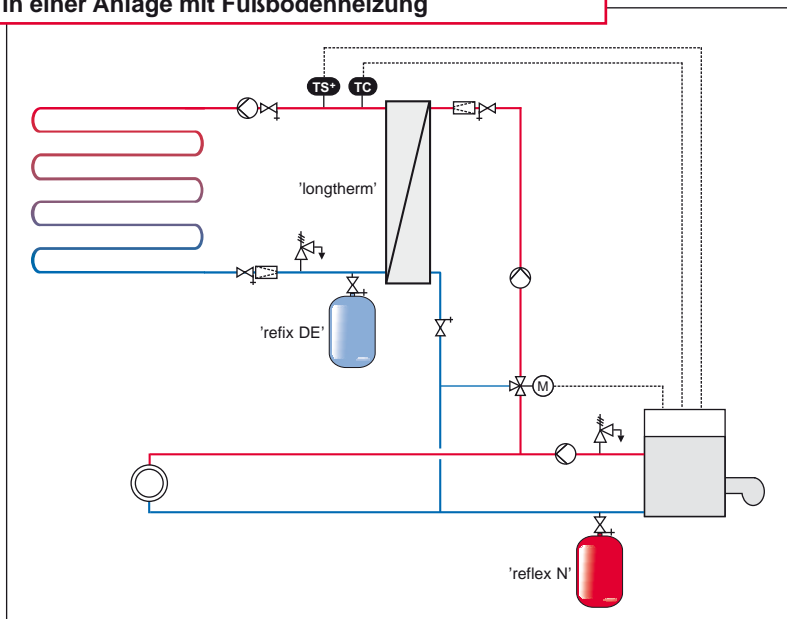 in einer Anlage mit Fußbodenheizung
TS+ TC
'longtherm'
'refix DE'
M
'reflex N'